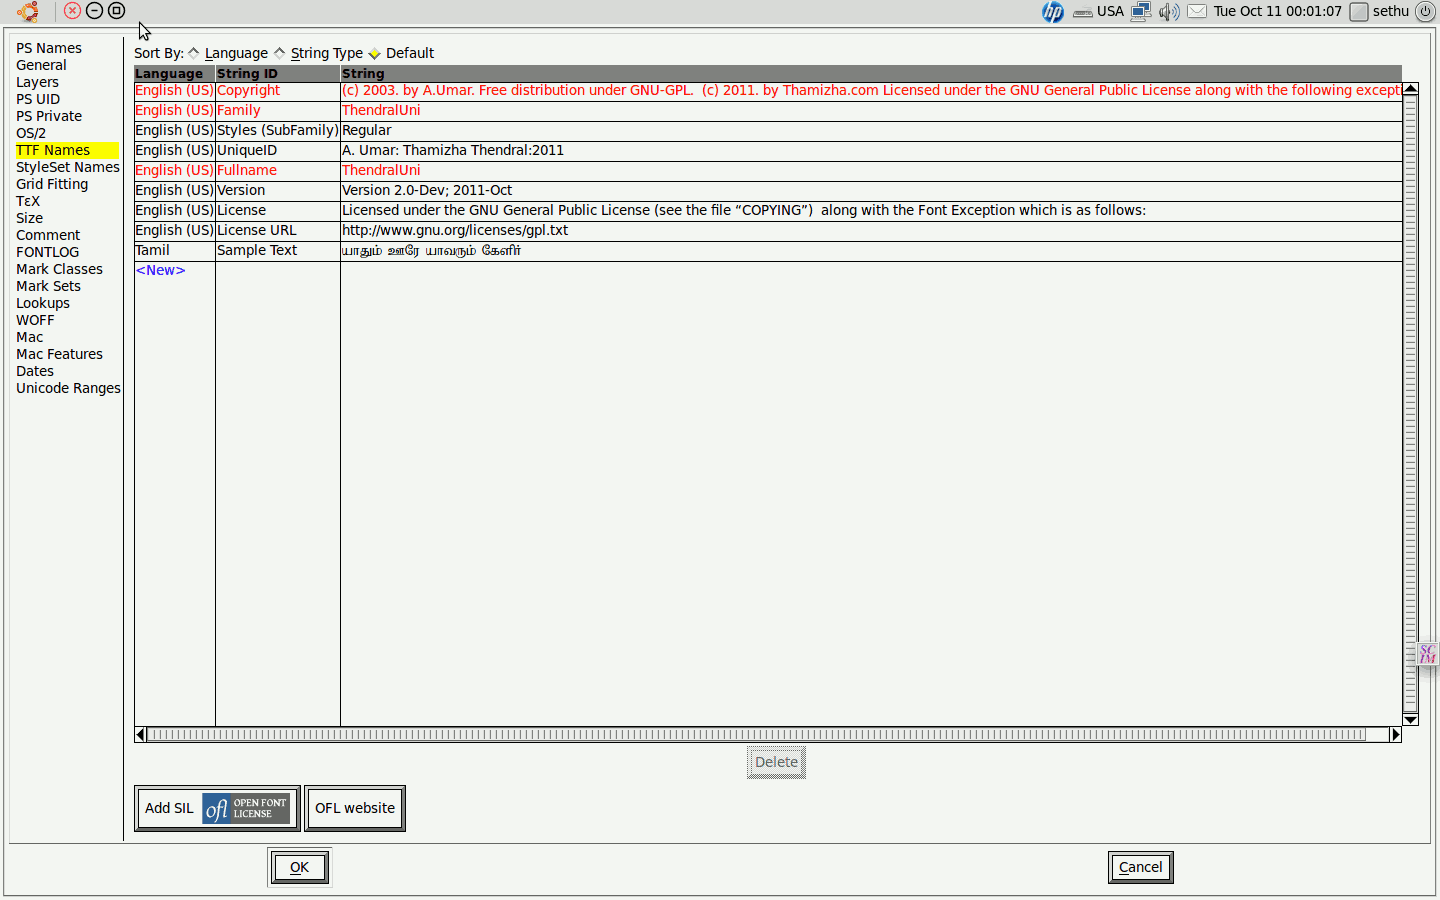 hp USA Tue Oct 11 00:01:07 sethu
PS Names
General
Layers
PS UID
PS Private
OS/2
TTF Names
StyleSet Names
Grid Fitting
ΤεΧ
Size
Comment
FONTLOG
Mark Classes
Mark Sets
Lookups
WOFF
Mac
Mac Features
Dates
Unicode Ranges
Sort By: Language String Type Default
Language String ID String
English (US) Copyright (c) 2003. by A.Umar. Free distribution under GNU-GPL.  (c) 2011. by Thamizha.com Licensed under the GNU General Public License along with the following excepti
English (US) Family ThendralUni
English (US) Styles (SubFamily) Regular
English (US) UniqueID A. Umar: Thamizha Thendral:2011
English (US) Fullname ThendralUni
English (US) Version Version 2.0-Dev; 2011-Oct
English (US) License Licensed under the GNU General Public License (see the file “COPYING”)  along with the Font Exception which is as follows:
English (US) License URL http://www.gnu.org/licenses/gpl.txt
Tamil Sample Text யாதும் ஊரே யாவரும் கேளிர்
<New>
SCIM
Delete
Add SIL ofl OPEN FONT LICENSE
OFL website
OK
Cancel